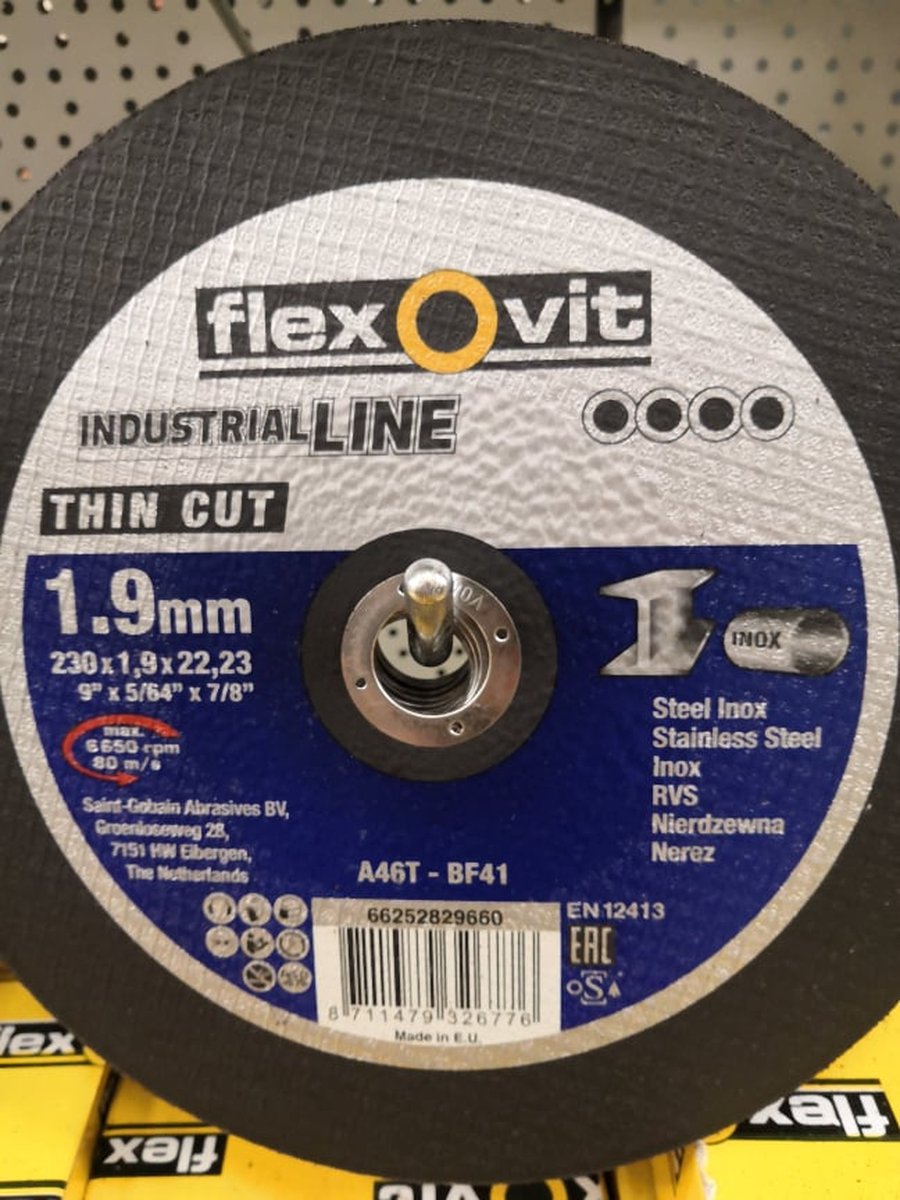 flexOvit
INDUSTRIAL LINE
THIN CUT
1.9mm
230 x 1,9 x 22,23
9" x 5/64" x 7/8"
max.
6650 rpm
80 m/s
Saint-Gobain Abrasives BV,
Groenloseweg 28,
7151 HW Eibergen,
The Netherlands
INOX
Steel Inox
Stainless Steel
Inox
RVS
Nierdzewna
Nerez
A46T - BF41
66252829660
8 711479 326776
Made in E.U.
EN 12413
EAC
S
flex
flex
flex
vit